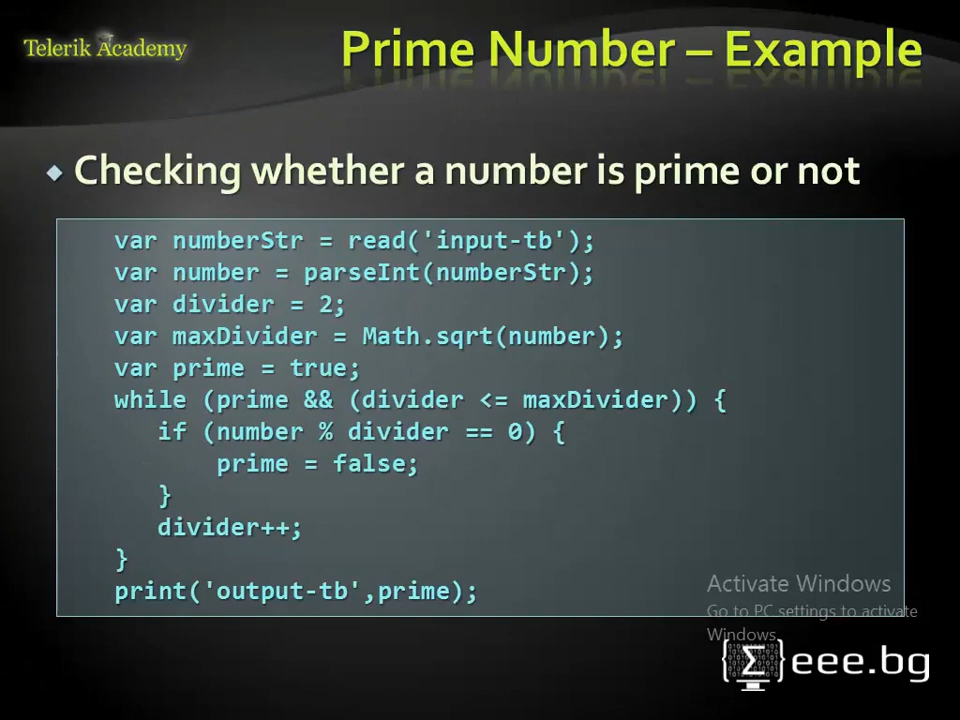 Telerik Academy
Prime Number – Example
Checking whether a number is prime or not
var numberStr = read('input-tb');
var number = parseInt(numberStr);
var divider = 2;
var maxDivider = Math.sqrt(number);
var prime = true;
while (prime && (divider <= maxDivider)) {
if (number % divider == 0) {
prime = false;
}
divider++;
}
print('output-tb',prime);
Activate Windows
Go to PC settings to activate
Windows.
{Σ}eee.bg